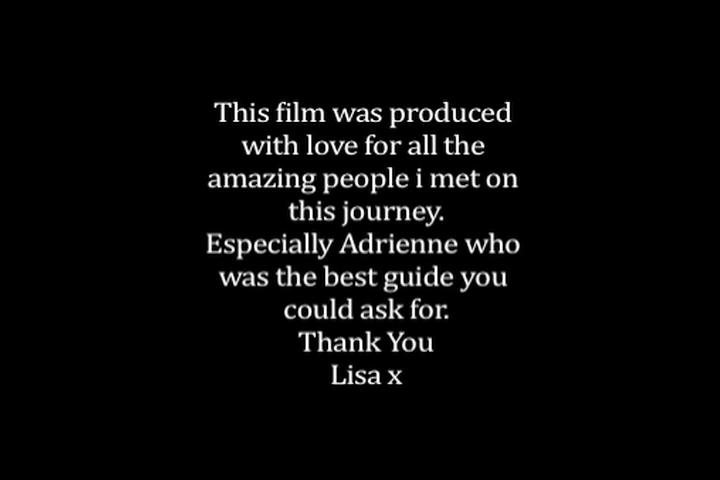 This film was produced
with love for all the
amazing people i met on
this journey.
Especially Adrienne who
was the best guide you
could ask for.
Thank You
Lisa x